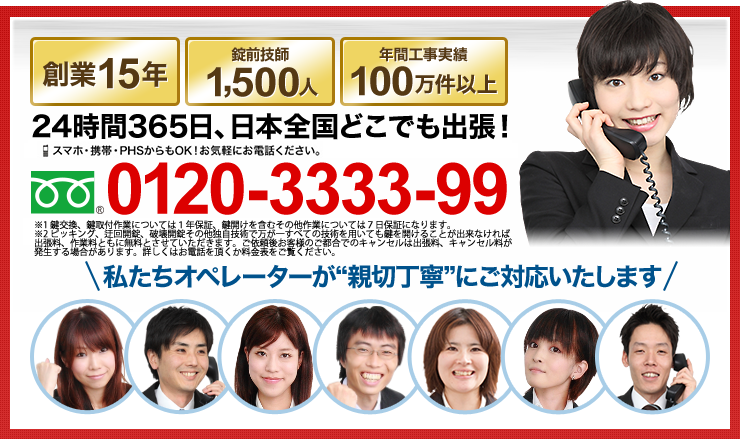 創業15年
錠前技師
1,500人
年間工事実績
100万件以上
24時間365日、日本全国どこでも出張！
スマホ・携帯・PHSからもOK！お気軽にお電話ください。
® 0120-3333-99
※1 鍵交換、鍵取付作業については1年保証、鍵開けを含むその他作業については7日保証になります。
※2 ピッキング、迂回開錠、破壊開錠その他独自技術で万が一すべての技術を用いても鍵を開けることが出来なければ
出張料、作業料ともに無料とさせていただきます。ご依頼後お客様のご都合でのキャンセルは出張料、キャンセル料が
発生する場合があります。詳しくはお電話を頂くか料金表をご覧ください。
私たちオペレーターが“親切丁寧”にご対応いたします